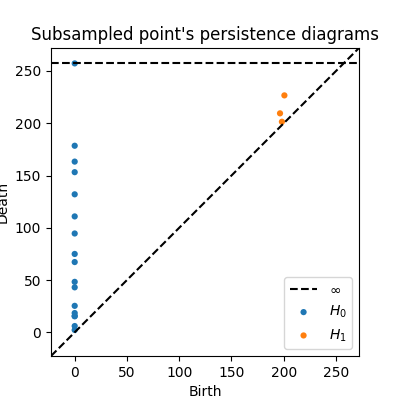 Subsampled point's persistence diagrams
250
200
150
100
50
0
Death
0 50 100 150 200 250
Birth
∞
H₀
H₁